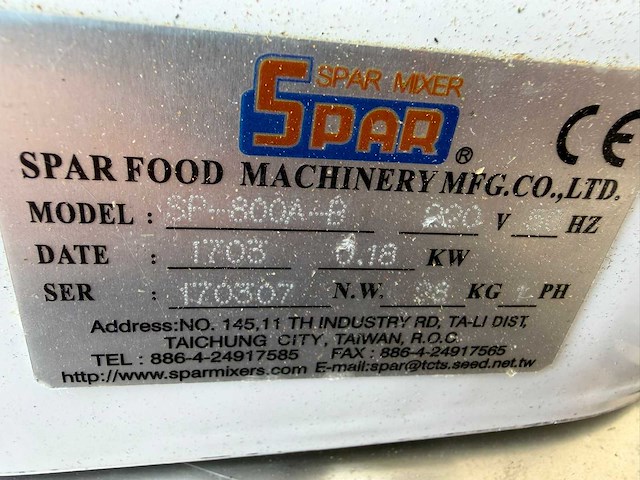 SPAR MIXER
SPAR
®
CE
SPAR FOOD MACHINERY MFG.CO.,LTD.
MODEL : SP-800A-B 220 V HZ
DATE : 1703 0.18 KW
SER : 170307 N.W. KG PH
Address:NO. 145,11 TH INDUSTRY RD, TA-LI DIST,
TAICHUNG CITY, TAIWAN, R.O.C.
TEL : 886-4-24917585 FAX : 886-4-24917565
http://www.sparmixers.com E-mail:spar@tcts.seed.net.tw